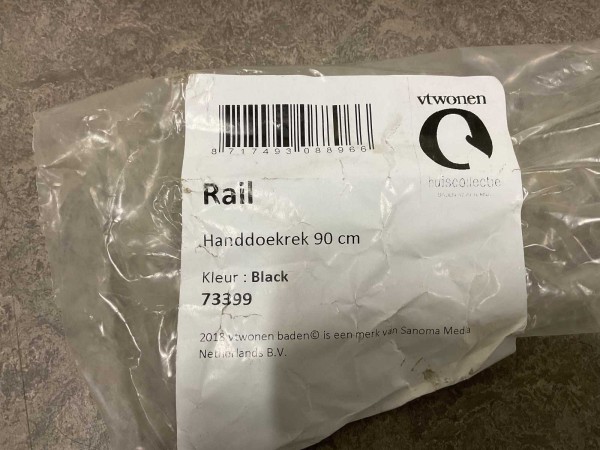 vtwonen
8 717493 088966
huiscollectie
Rail
Handdoekrek 90 cm
Kleur : Black
73399
2018 vtwonen baden© is een merk van Sanoma Media
Netherlands B.V.